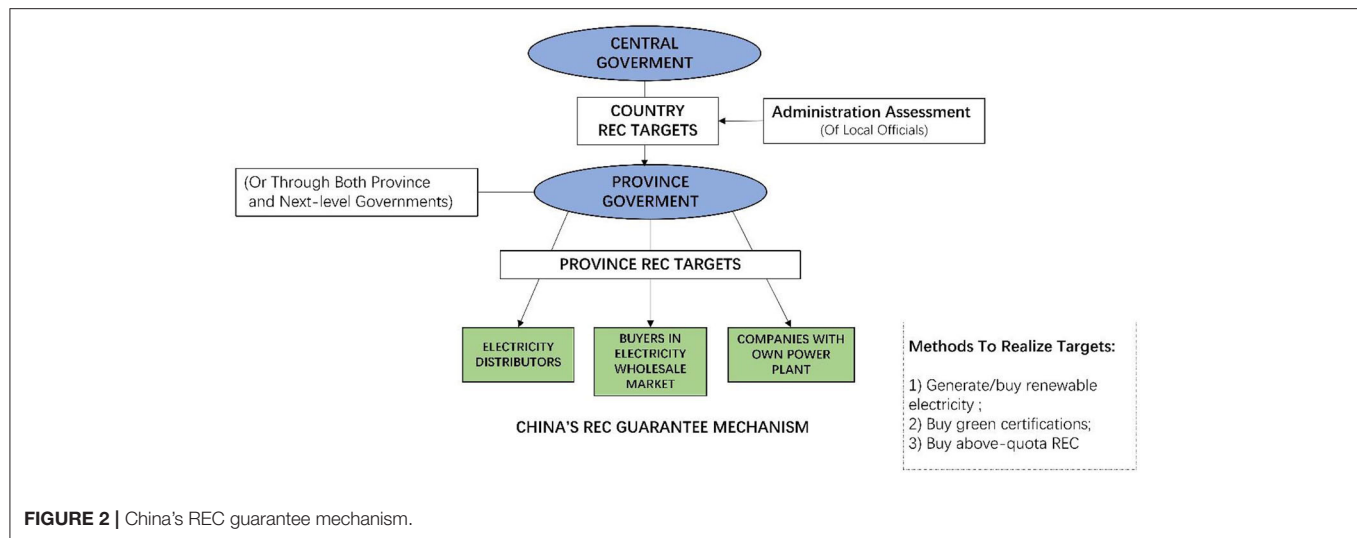 CENTRAL
GOVERMENT
COUNTRY
REC TARGETS
Administration Assessment
(Of Local Officials)
(Or Through Both Province
and Next-level Governments)
PROVINCE
GOVERMENT
PROVINCE REC TARGETS
ELECTRICITY
DISTRIBUTORS
BUYERS IN
ELECTRICITY
WHOLESALE
MARKET
COMPANIES WITH
OWN POWER
PLANT
Methods To Realize Targets:
1) Generate/buy renewable
electricity ;
2) Buy green certifications;
3) Buy above-quota REC
CHINA'S REC GUARANTEE MECHANISM
FIGURE 2 | China's REC guarantee mechanism.